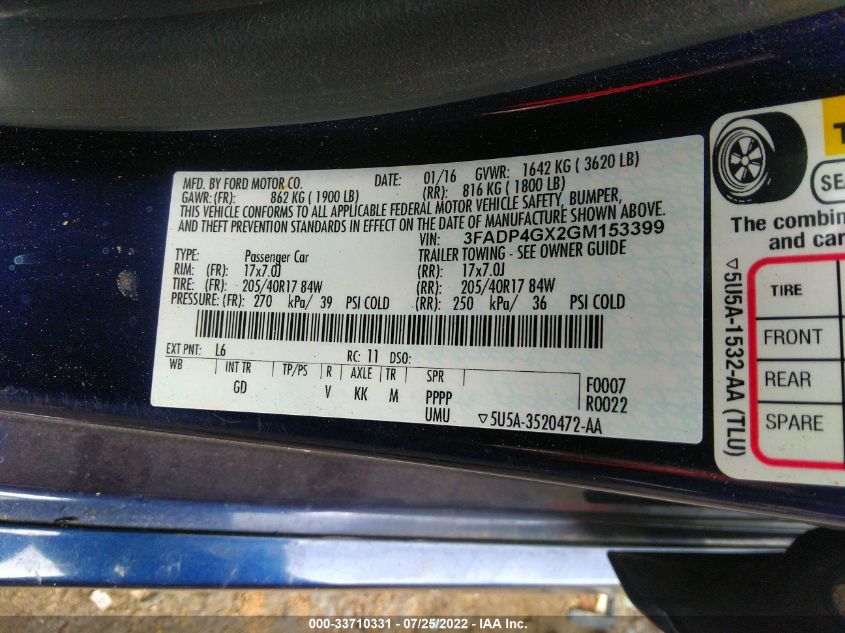 MFD. BY FORD MOTOR CO. DATE: 01/16 GVWR: 1642 KG ( 3620 LB)
GAWR: (FR): 862 KG ( 1900 LB) (RR): 816 KG ( 1800 LB)
THIS VEHICLE CONFORMS TO ALL APPLICABLE FEDERAL MOTOR VEHICLE SAFETY, BUMPER,
AND THEFT PREVENTION STANDARDS IN EFFECT ON THE DATE OF MANUFACTURE SHOWN ABOVE.
VIN: 3FADP4GX2GM153399
TYPE: Passenger Car TRAILER TOWING - SEE OWNER GUIDE
RIM: (FR) 17x7.0J (RR): 17x7.0J
TIRE: (FR) 205/40R17 84W (RR): 205/40R17 84W
PRESSURE: (FR) 270 kPa/ 39 PSI COLD (RR): 250 kPa/ 36 PSI COLD
EXT PNT: L6 RC: 11 DSO:
WB INT TR TP/PS R AXLE TR SPR F0007
GD V KK M PPPP R0022
UMU ▽5U5A-3520472-AA
T
SEA
The combin
and car
TIRE
FRONT
REAR
SPARE
▽5U5A-1532-AA (TLU)
000-33710331 - 07/25/2022 - IAA Inc.